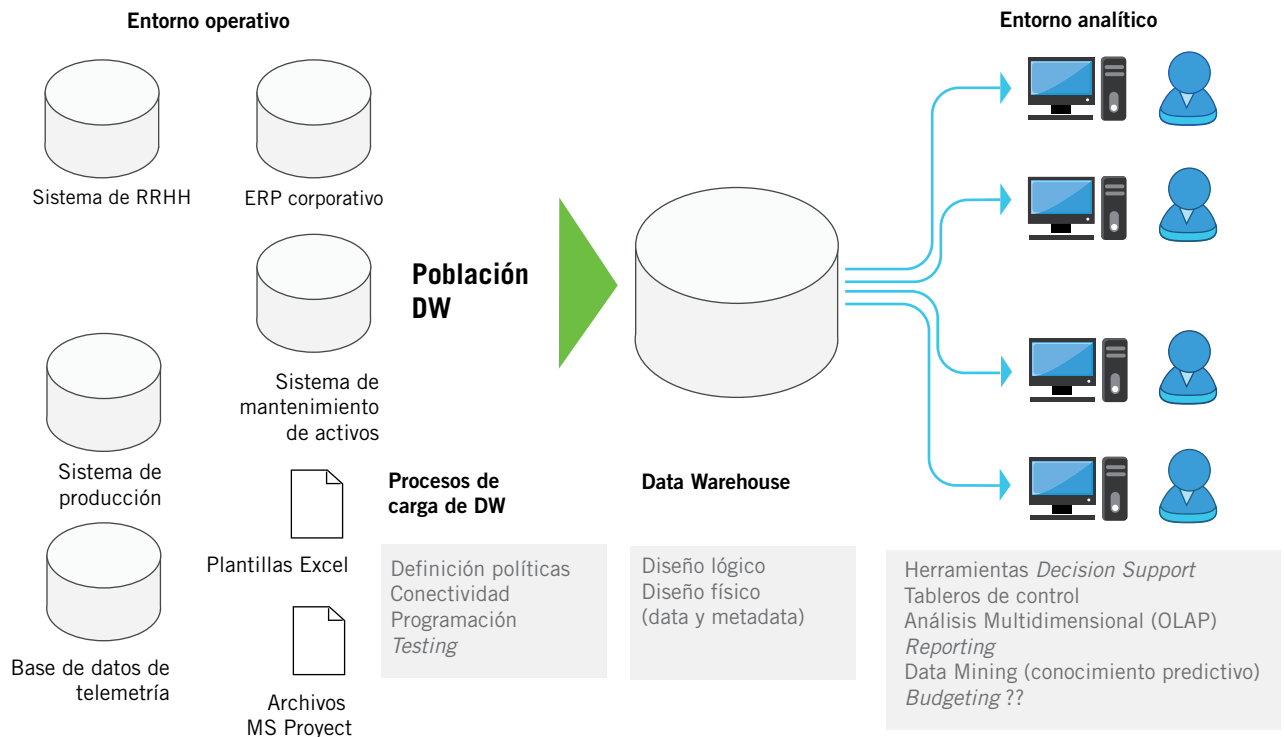 Entorno operativo
Entorno analítico
Sistema de RRHH
ERP corporativo
Población
DW
Sistema de
mantenimiento
de activos
Sistema de
producción
Plantillas Excel
Base de datos de
telemetría
Archivos
MS Proyect
Procesos de
carga de DW
Definición políticas
Conectividad
Programación
Testing
Data Warehouse
Diseño lógico
Diseño físico
(data y metadata)
Herramientas Decision Support
Tableros de control
Análisis Multidimensional (OLAP)
Reporting
Data Mining (conocimiento predictivo)
Budgeting ??